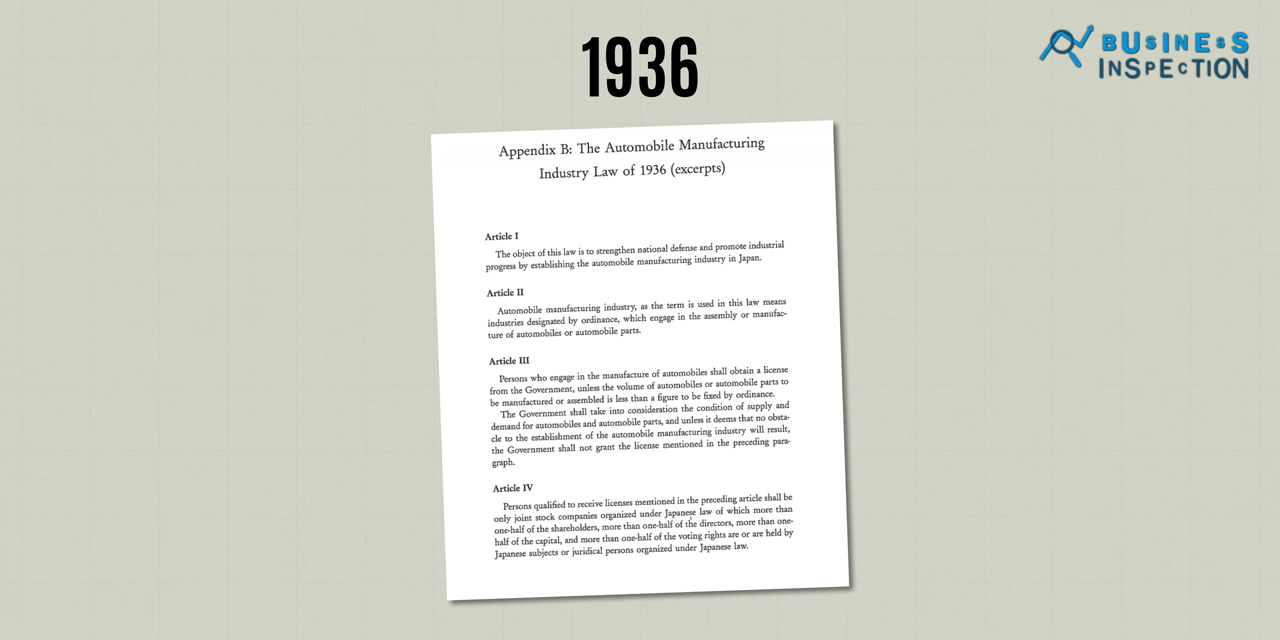 1936
BUSINESS
INSPECTION
Appendix B: The Automobile Manufacturing
Industry Law of 1936 (excerpts)
Article I
The object of this law is to strengthen national defense and promote industrial
progress by establishing the automobile manufacturing industry in Japan.
Article II
Automobile manufacturing industry, as the term is used in this law means
industries designated by ordinance, which engage in the assembly or manufac-
ture of automobiles or automobile parts.
Article III
Persons who engage in the manufacture of automobiles shall obtain a license
from the Government, unless the volume of automobiles or automobile parts to
be manufactured or assembled is less than a figure to be fixed by ordinance.
The Government shall take into consideration the condition of supply and
demand for automobiles and automobile parts, and unless it deems that no obsta-
cle to the establishment of the automobile manufacturing industry will result,
the Government shall not grant the license mentioned in the preceding para-
graph.
Article IV
Persons qualified to receive licenses mentioned in the preceding article shall be
only joint stock companies organized under Japanese law of which more than
one-half of the shareholders, more than one-half of the directors, more than one-
half of the capital, and more than one-half of the voting rights are or are held by
Japanese subjects or juridical persons organized under Japanese law.